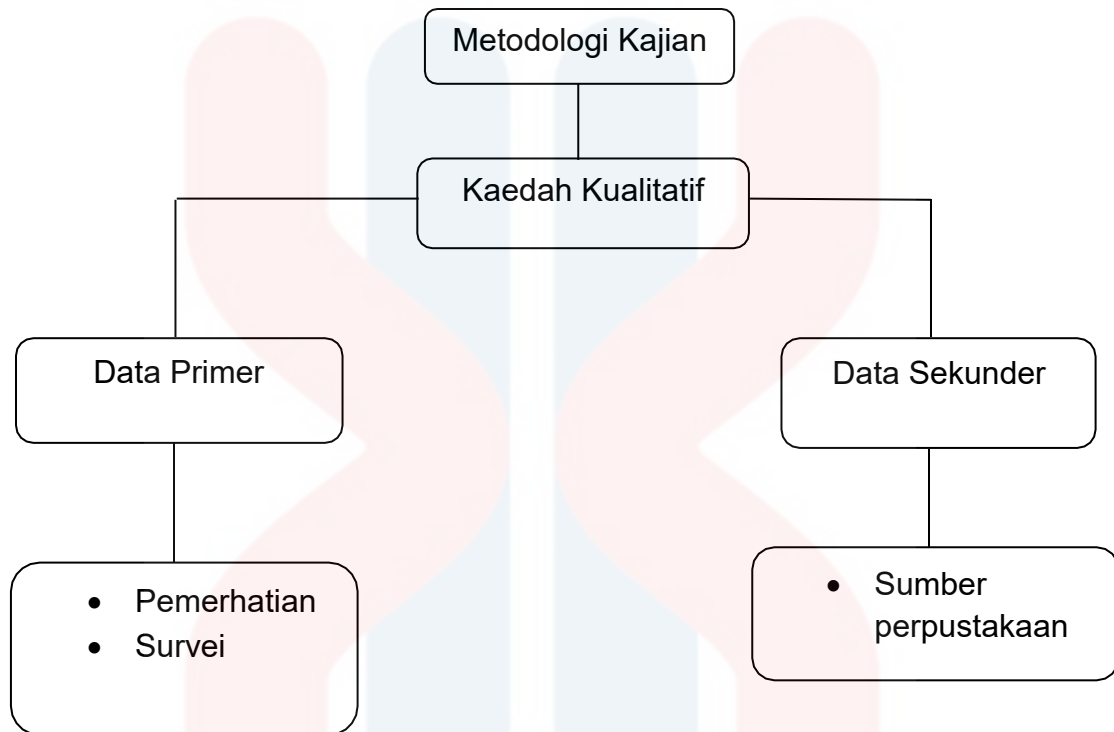 Metodologi Kajian
Kaedah Kualitatif
Data Primer
Data Sekunder
• Pemerhatian
• Survei
• Sumber
perpustakaan